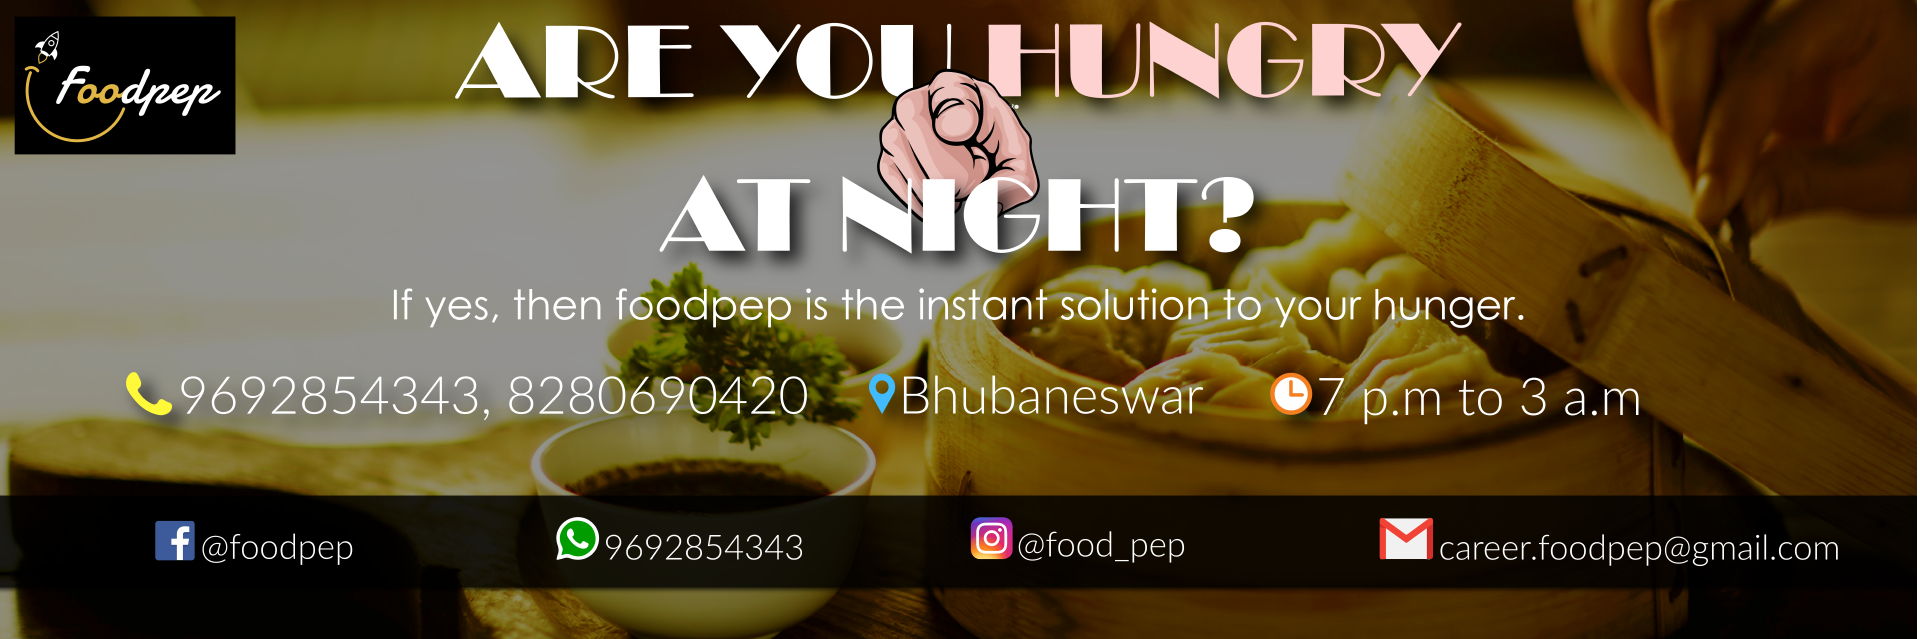 Foodpep
ARE YOU HUNGRY
AT NIGHT?
If yes, then foodpep is the instant solution to your hunger.
9692854343, 8280690420 Bhubaneswar 7 p.m to 3 a.m
@foodpep 9692854343 @food_pep career.foodpep@gmail.com